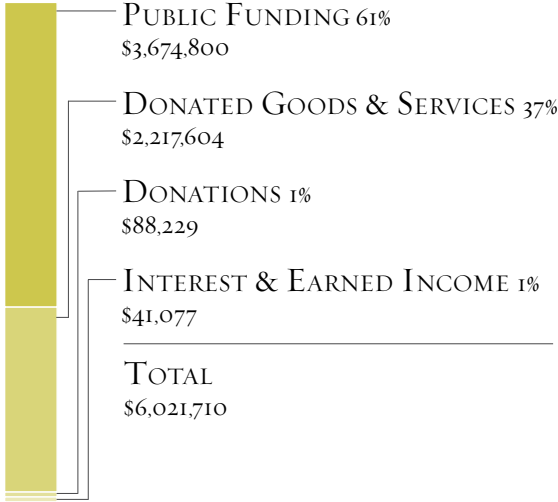 Public Funding 61%
$3,674,800
Donated Goods & Services 37%
$2,217,604
Donations 1%
$88,229
Interest & Earned Income 1%
$41,077
Total
$6,021,710